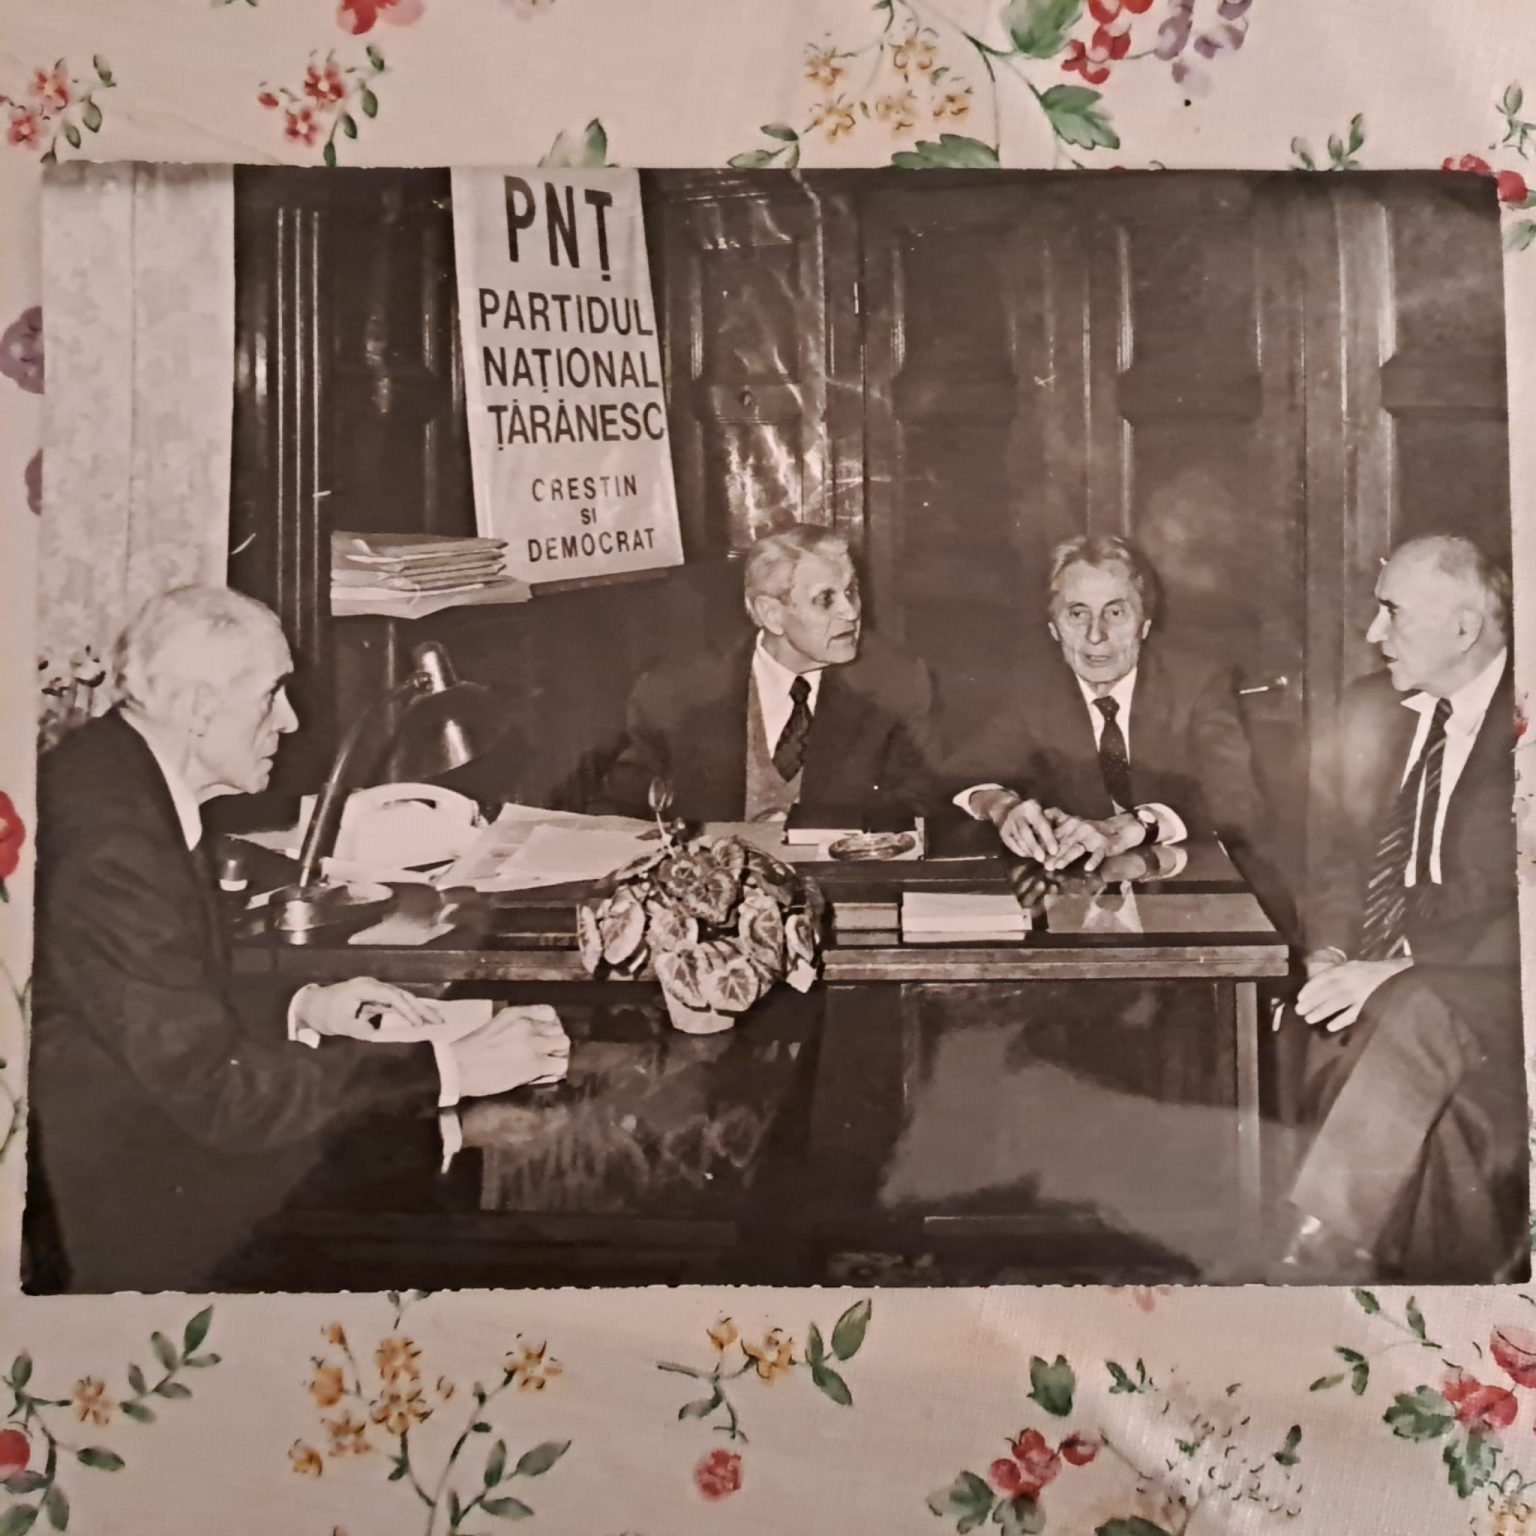 PNȚ
PARTIDUL
NAȚIONAL
ȚĂRĂNESC
CRESTIN
SI
DEMOCRAT